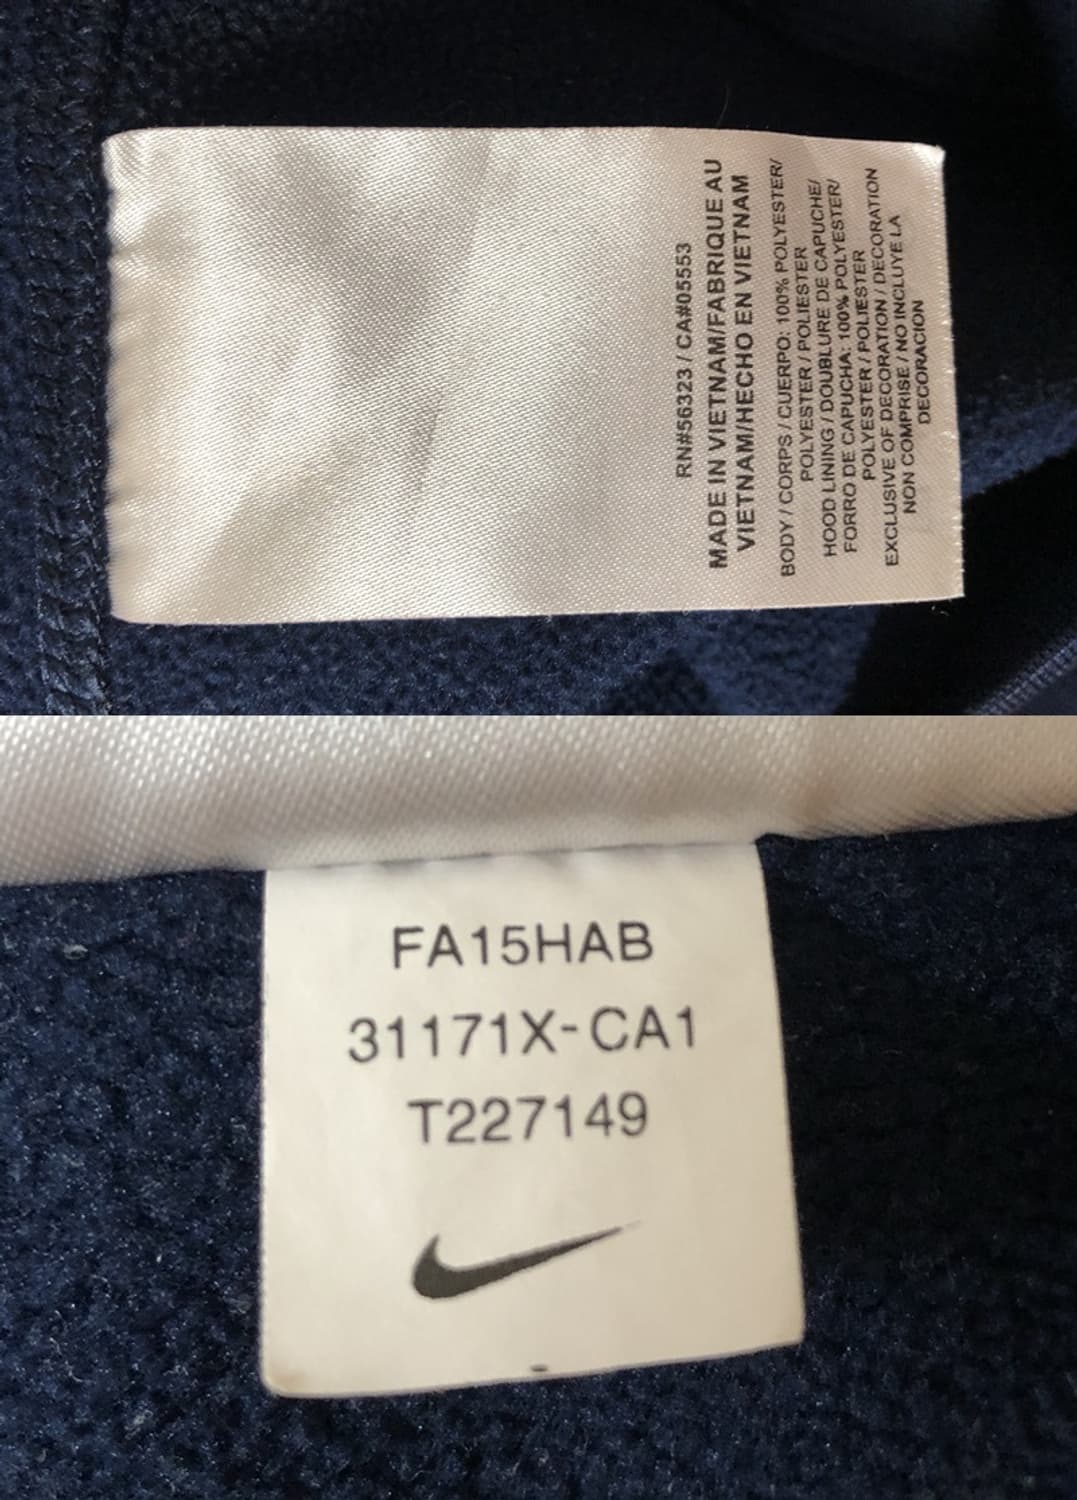 RN#56323 / CA#05553
MADE IN VIETNAM/FABRIQUE AU
VIETNAM/HECHO EN VIETNAM
BODY / CORPS / CUERPO: 100% POLYESTER/
POLYESTER / POLIESTER
HOOD LINING / DOUBLURE DE CAPUCHE/
FORRO DE CAPUCHA: 100% POLYESTER/
POLYESTER / POLIESTER
EXCLUSIVE OF DECORATION / DECORATION
NON COMPRISE / NO INCLUYE LA
DECORACION
FA15HAB
31171X-CA1
T227149